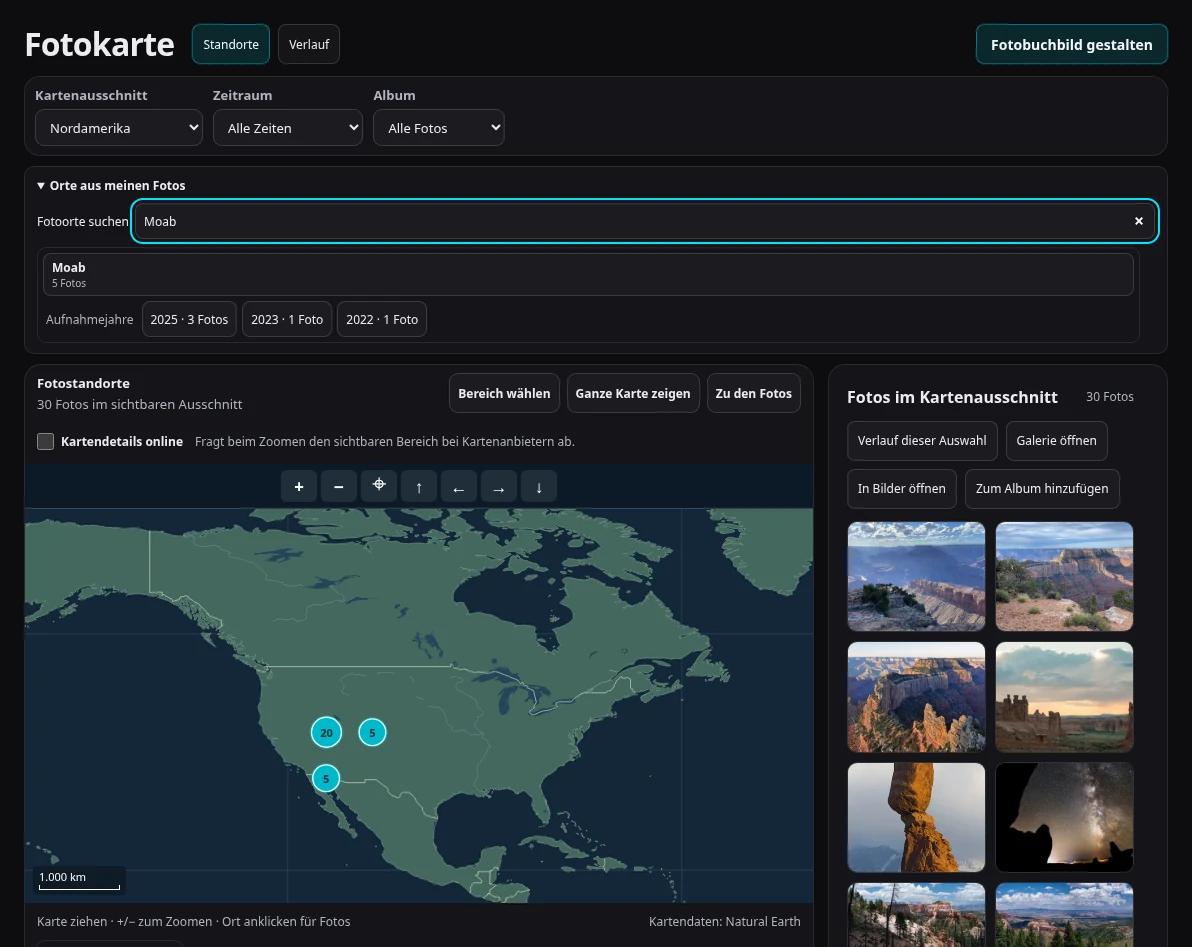 Fotokarte
Standorte
Verlauf
Fotobuchbild gestalten
Kartenausschnitt
Zeitraum
Album
Nordamerika
Alle Zeiten
Alle Fotos
▼ Orte aus meinen Fotos
Fotoorte suchen
Moab
×
Moab
5 Fotos
Aufnahmejahre
2025 · 3 Fotos
2023 · 1 Foto
2022 · 1 Foto
Fotostandorte
30 Fotos im sichtbaren Ausschnitt
Bereich wählen
Ganze Karte zeigen
Zu den Fotos
Kartendetails online
Fragt beim Zoomen den sichtbaren Bereich bei Kartenanbietern ab.
+ − ⌖ ↑ ← → ↓
20
5
5
1.000 km
Karte ziehen · +/− zum Zoomen · Ort anklicken für Fotos
Kartendaten: Natural Earth
Fotos im Kartenausschnitt
30 Fotos
Verlauf dieser Auswahl
Galerie öffnen
In Bilder öffnen
Zum Album hinzufügen